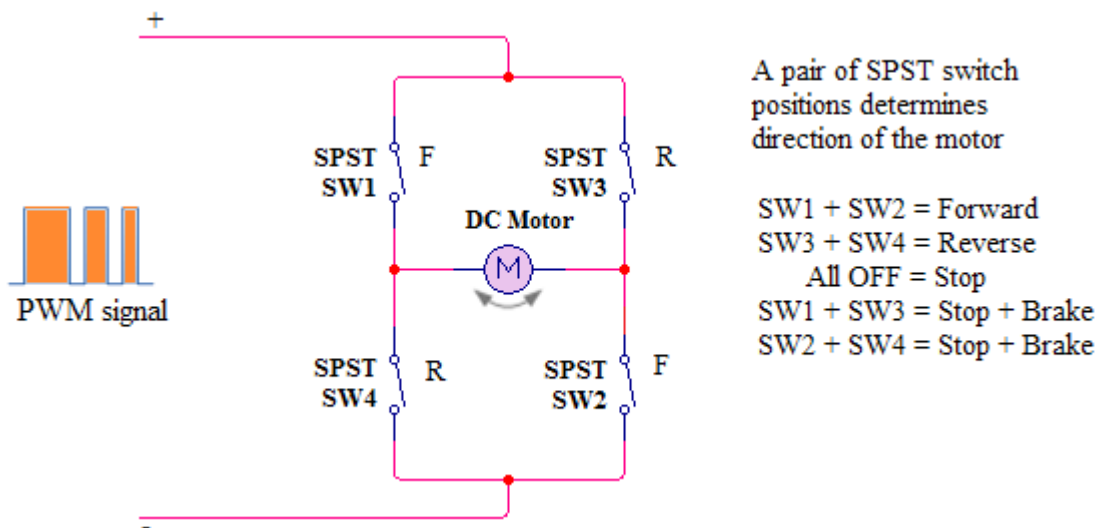 +
A pair of SPST switch
positions determines
direction of the motor
SPST
SW1
F
SPST
SW3
R
SW1 + SW2 = Forward
SW3 + SW4 = Reverse
All OFF = Stop
SW1 + SW3 = Stop + Brake
SW2 + SW4 = Stop + Brake
DC Motor
M
PWM signal
SPST
SW4
R
SPST
SW2
F